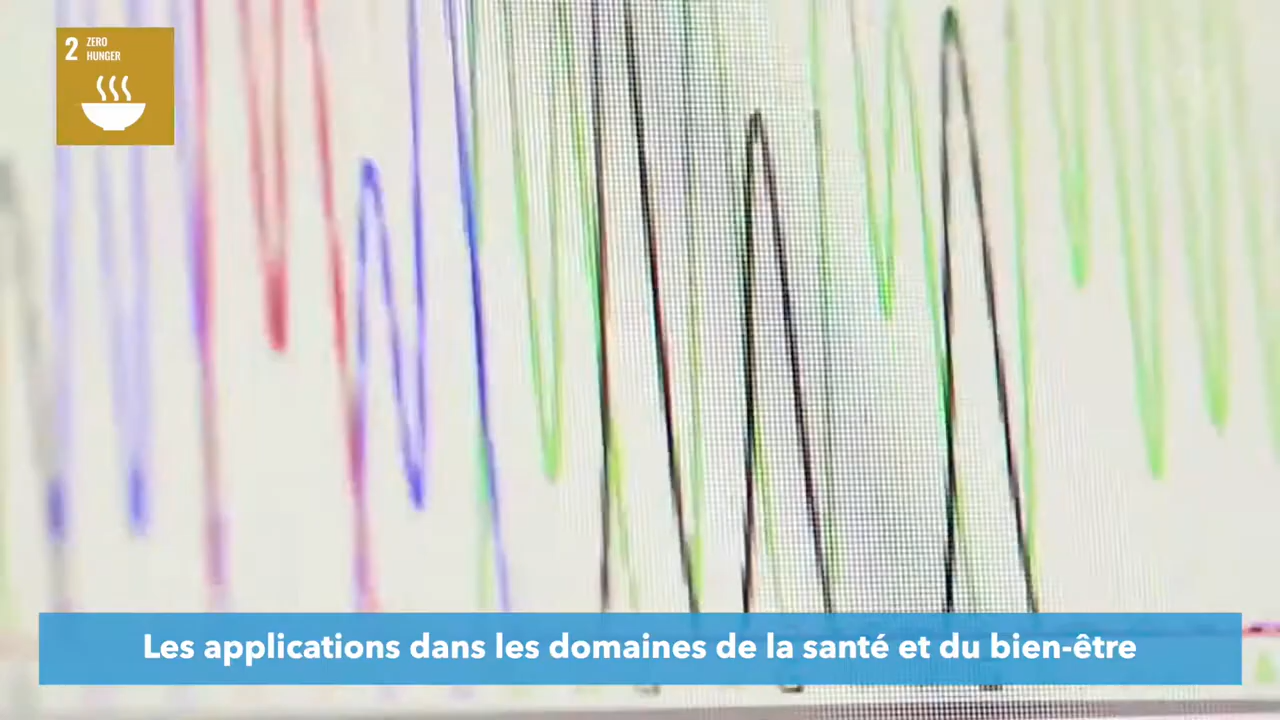 2 ZERO
HUNGER
Les applications dans les domaines de la santé et du bien-être